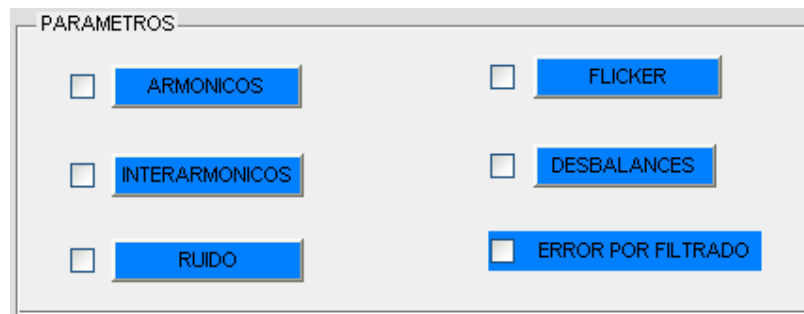 PARAMETROS
ARMONICOS
FLICKER
INTERARMONICOS
DESBALANCES
RUIDO
ERROR POR FILTRADO